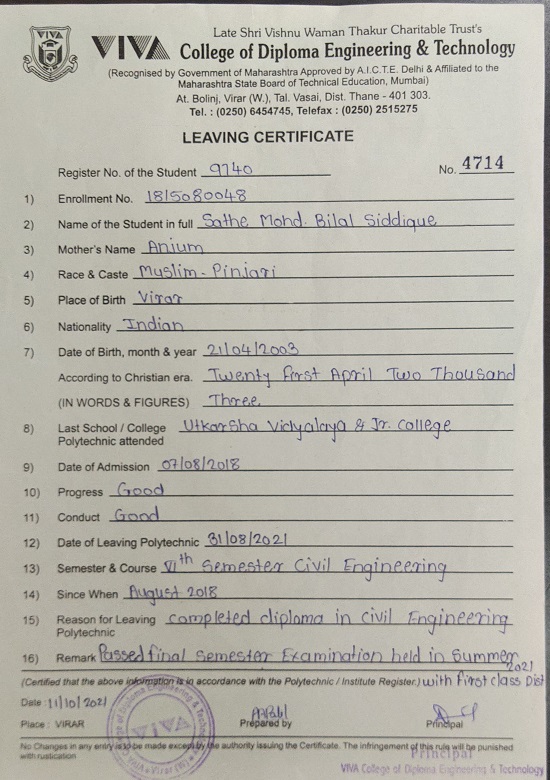 Late Shri Vishnu Waman Thakur Charitable Trust's
VIVA College of Diploma Engineering & Technology
(Recognised by Government of Maharashtra Approved by A.I.C.T.E. Delhi & Affiliated to the
Maharashtra State Board of Technical Education, Mumbai)
At. Bolinj, Virar (W.), Tal. Vasai, Dist. Thane - 401 303.
Tel. : (0250) 6454745, Telefax : (0250) 2515275
LEAVING CERTIFICATE
Register No. of the Student 9740 No. 4714
1) Enrollment No. 1815080048
2) Name of the Student in full Sathe Mohd. Bilal Siddique
3) Mother's Name Anium
4) Race & Caste Muslim - Pinjari
5) Place of Birth Virar
6) Nationality Indian
7) Date of Birth, month & year 21/04/2003
According to Christian era. Twenty first April Two Thousand
(IN WORDS & FIGURES) Three
8) Last School / College Utkarsha Vidyalaya & Jr. College
Polytechnic attended
9) Date of Admission 07/08/2018
10) Progress Good
11) Conduct Good
12) Date of Leaving Polytechnic 31/08/2021
13) Semester & Course VIth Semester Civil Engineering
14) Since When August 2018
15) Reason for Leaving completed diploma in Civil Engineering
Polytechnic
16) Remark Passed final Semester Examination held in Summer
2021
(Certified that the above information is in accordance with the Polytechnic / Institute Register.) with First class Dist
Date : 11/10/2021
Place : VIRAR Prepared by Principal
No Changes in any entry is to be made except by the authority issuing the Certificate. The infringement of this rule will be punished
with rustication
Principal
VIVA College of Diploma Engineering & Technology